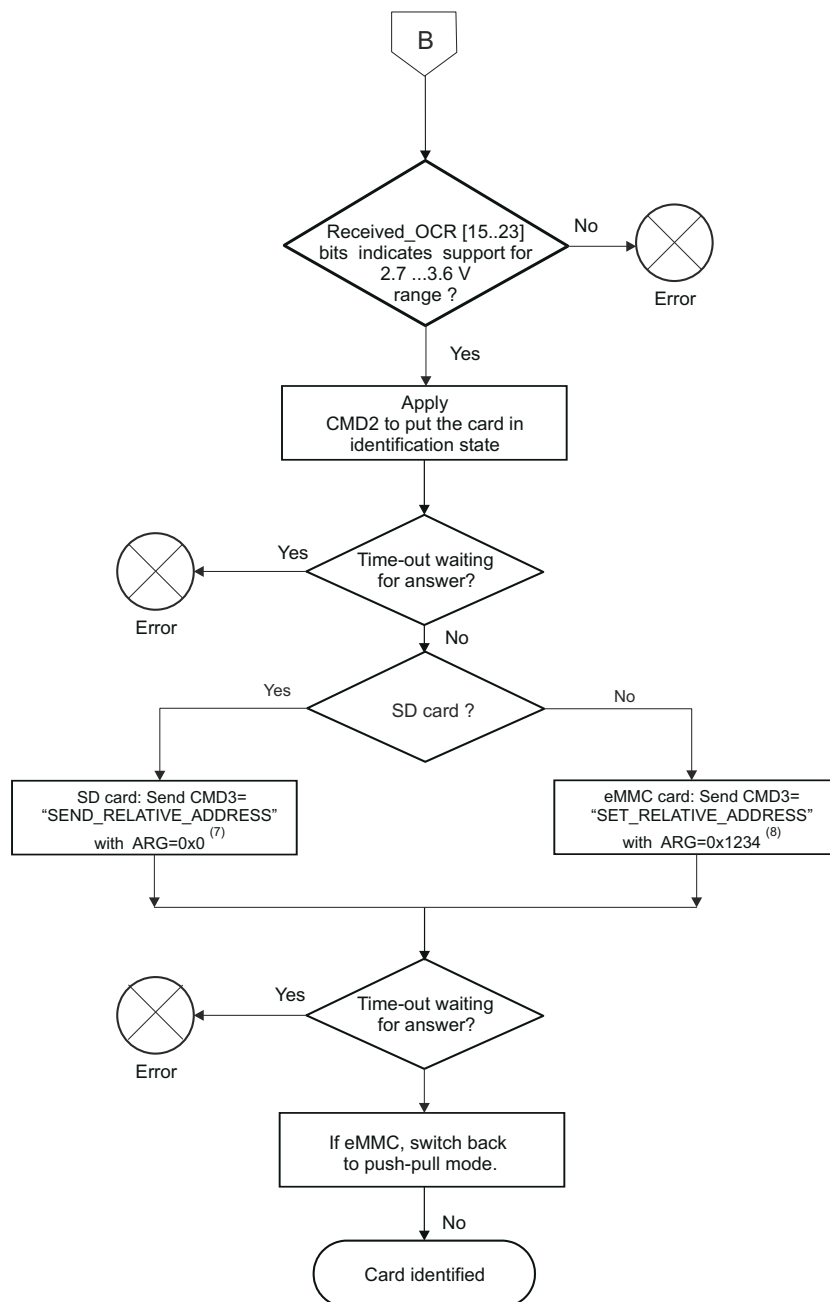 B
Received_OCR [15..23]
bits indicates support for
2.7 ...3.6 V
range ?
No
Error
Yes
Apply
CMD2 to put the card in
identification state
Time-out waiting
for answer?
Yes
Error
No
SD card ?
Yes
No
SD card: Send CMD3=
“SEND_RELATIVE_ADDRESS”
with ARG=0x0 (7)
eMMC card: Send CMD3=
“SET_RELATIVE_ADDRESS”
with ARG=0x1234 (8)
Time-out waiting
for answer?
Yes
Error
If eMMC, switch back
to push-pull mode.
No
Card identified